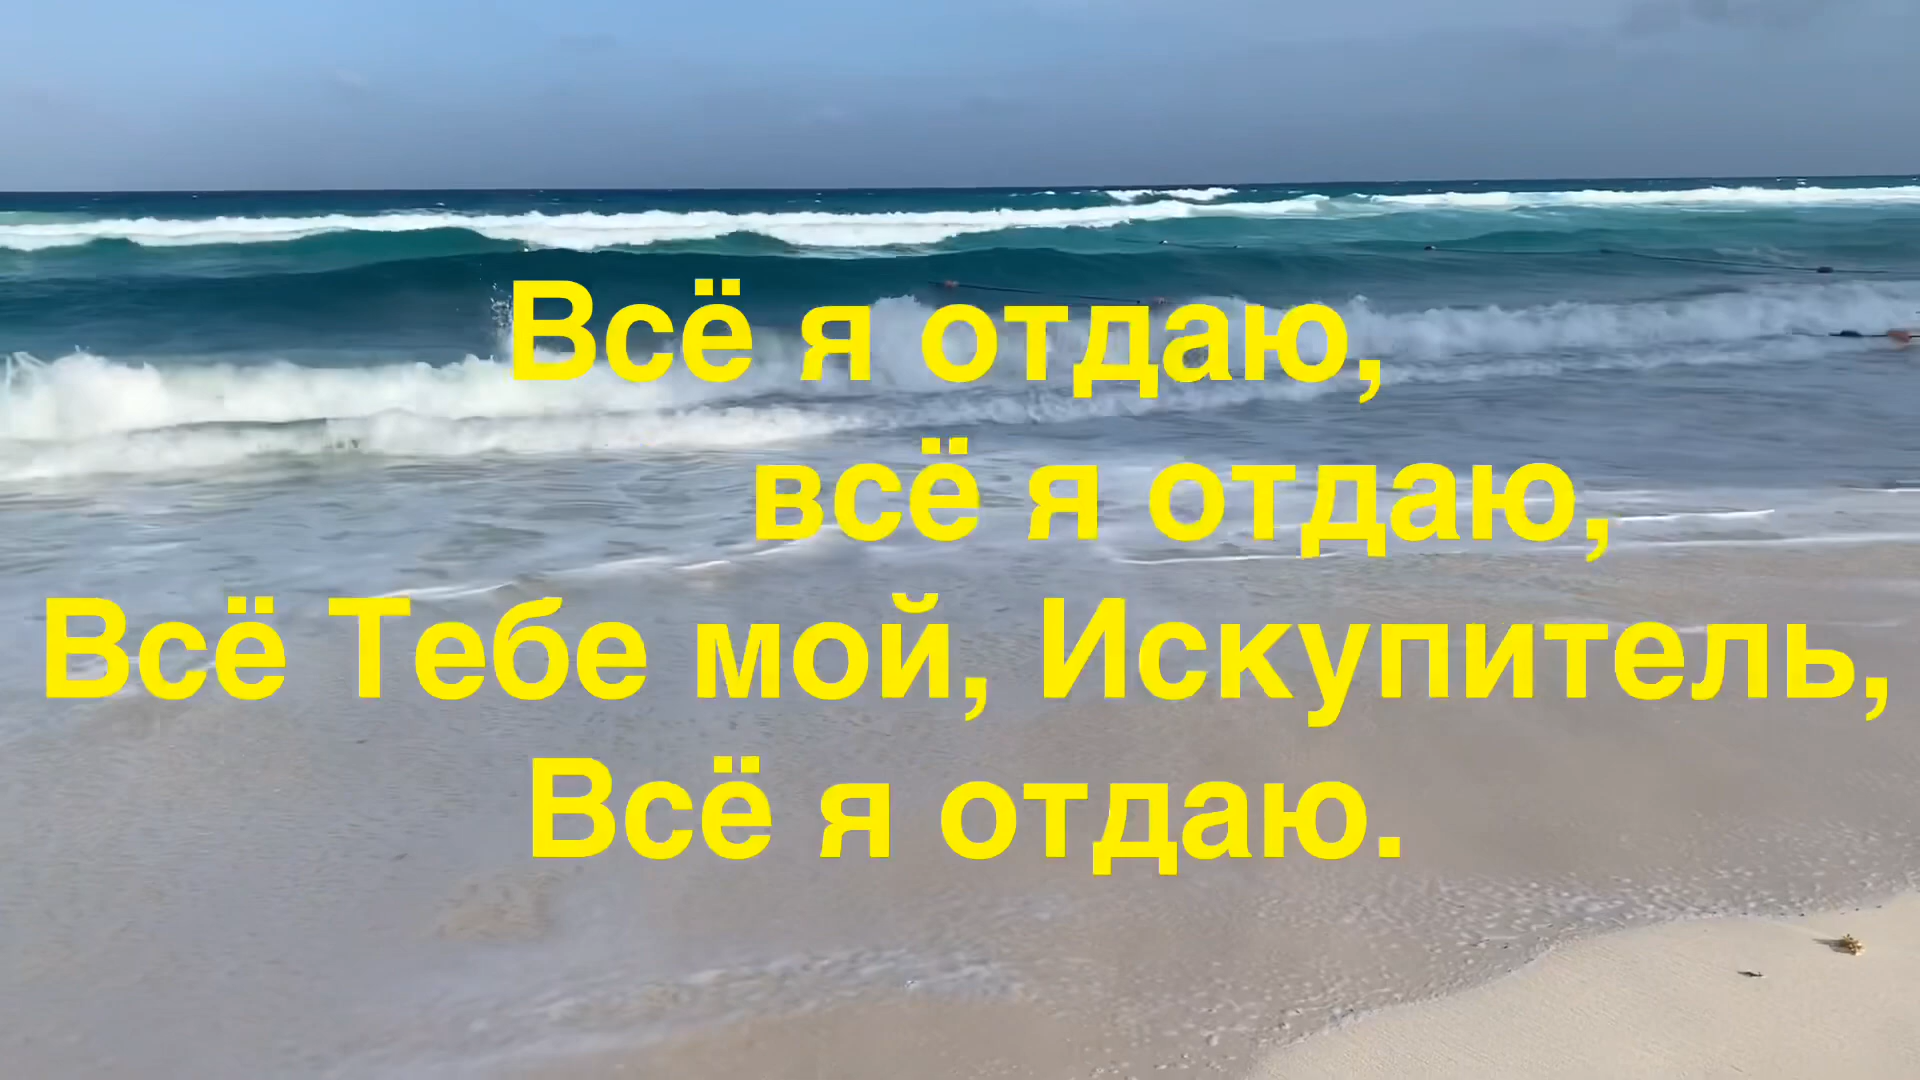 Всё я отдаю,
всё я отдаю,
Всё Тебе мой, Искупитель,
Всё я отдаю.